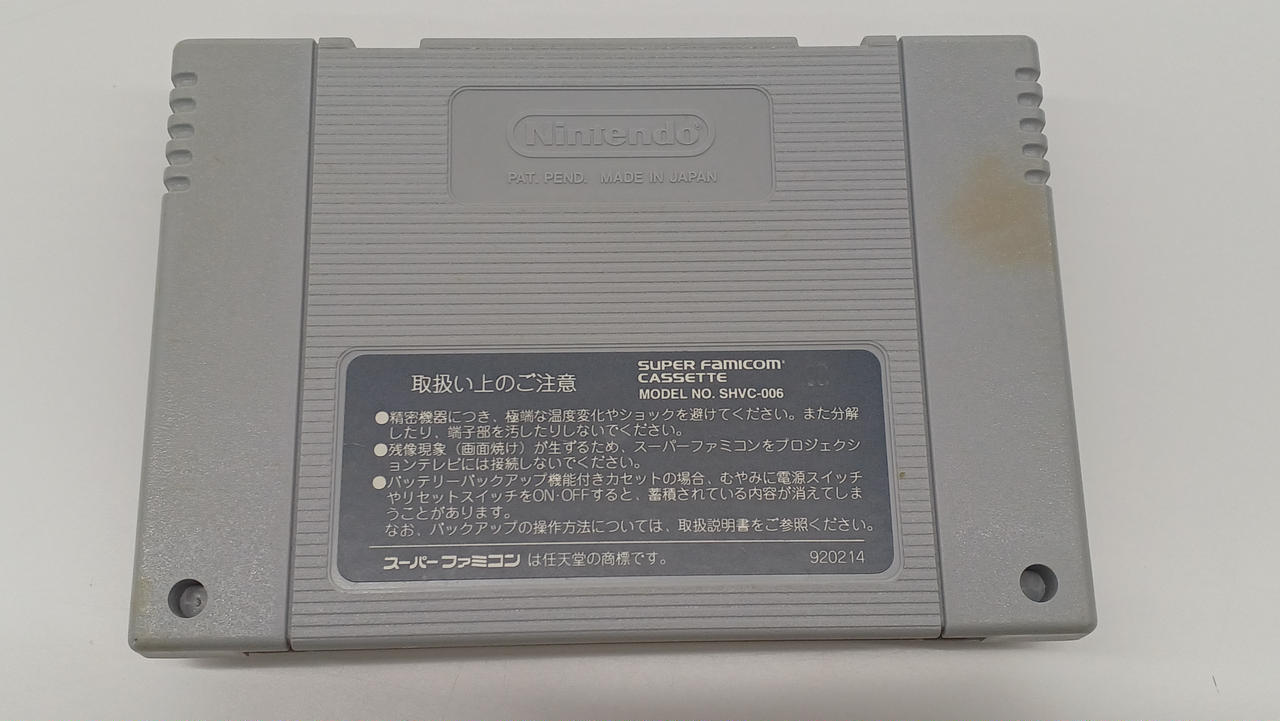 Nintendo®
PAT. PEND. MADE IN JAPAN
取扱い上のご注意
SUPER FAMICOM®
CASSETTE
MODEL NO. SHVC-006
●精密機器につき、極端な温度変化やショックを避けてください。また分解
したり、端子部を汚したりしないでください。
●残像現象（画面焼け）が生ずるため、スーパーファミコンをプロジェクシ
ョンテレビには接続しないでください。
●バッテリーバックアップ機能付きカセットの場合、むやみに電源スイッチ
やリセットスイッチをON·OFFすると、蓄積されている内容が消えてしま
うことがあります。
なお、バックアップの操作方法については、取扱説明書をご参照ください。
スーパーファミコン は任天堂の商標です。
920214